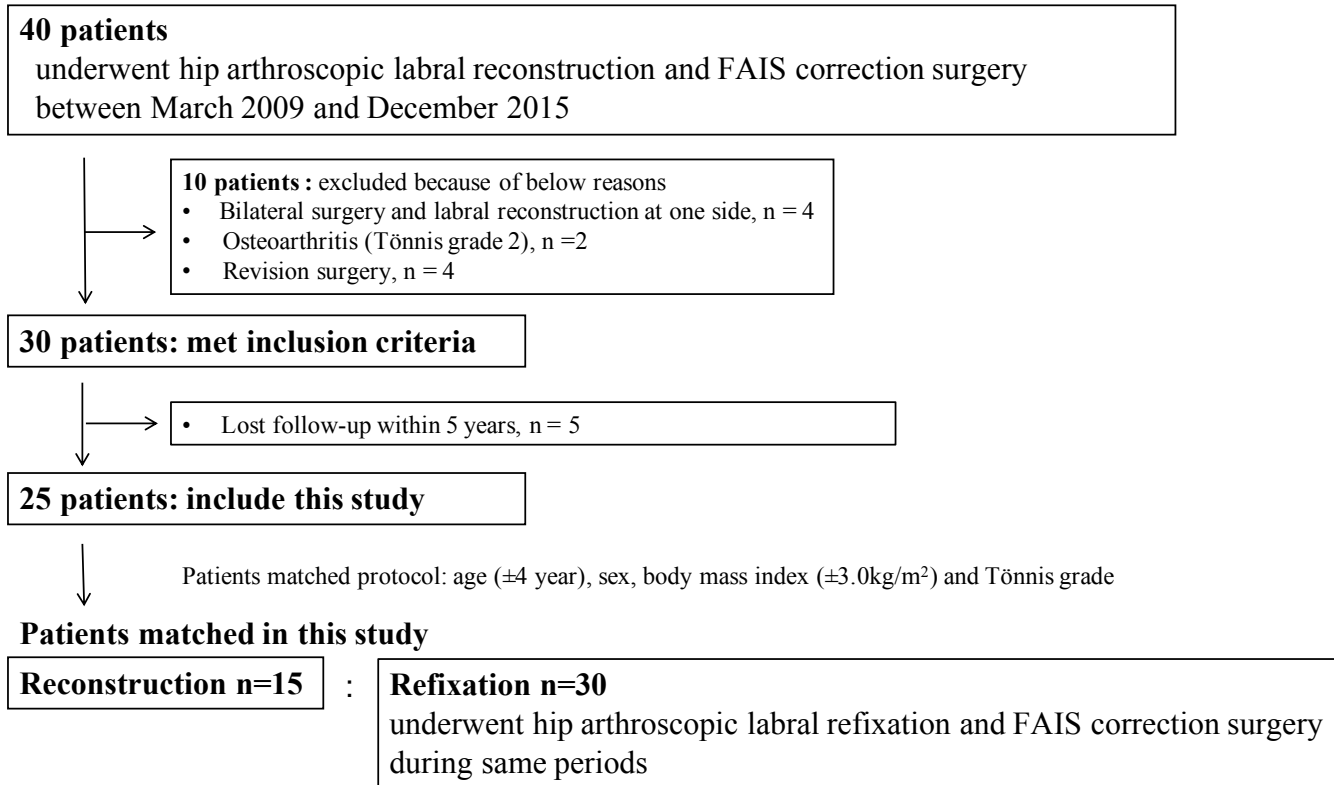 40 patients
underwent hip arthroscopic labral reconstruction and FAIS correction surgery
between March 2009 and December 2015
10 patients : excluded because of below reasons
• Bilateral surgery and labral reconstruction at one side, n = 4
• Osteoarthritis (Tönnis grade 2), n =2
• Revision surgery, n = 4
30 patients: met inclusion criteria
• Lost follow-up within 5 years, n = 5
25 patients: include this study
Patients matched protocol: age (±4 year), sex, body mass index (±3.0kg/m²) and Tönnis grade
Patients matched in this study
Reconstruction n=15 : Refixation n=30
underwent hip arthroscopic labral refixation and FAIS correction surgery
during same periods